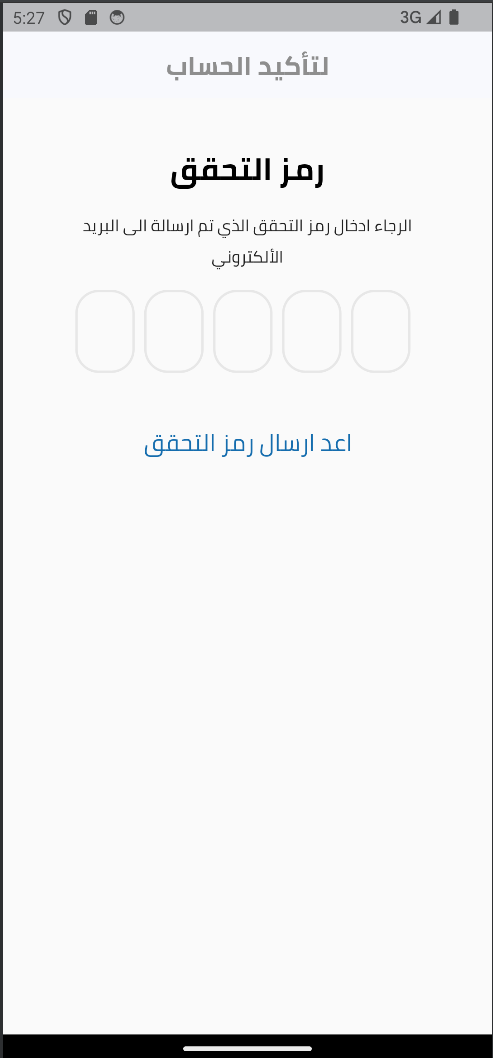 5:27 3G
لتأكيد الحساب
رمز التحقق
الرجاء ادخال رمز التحقق الذي تم ارسالة الى البريد
الألكتروني
اعد ارسال رمز التحقق